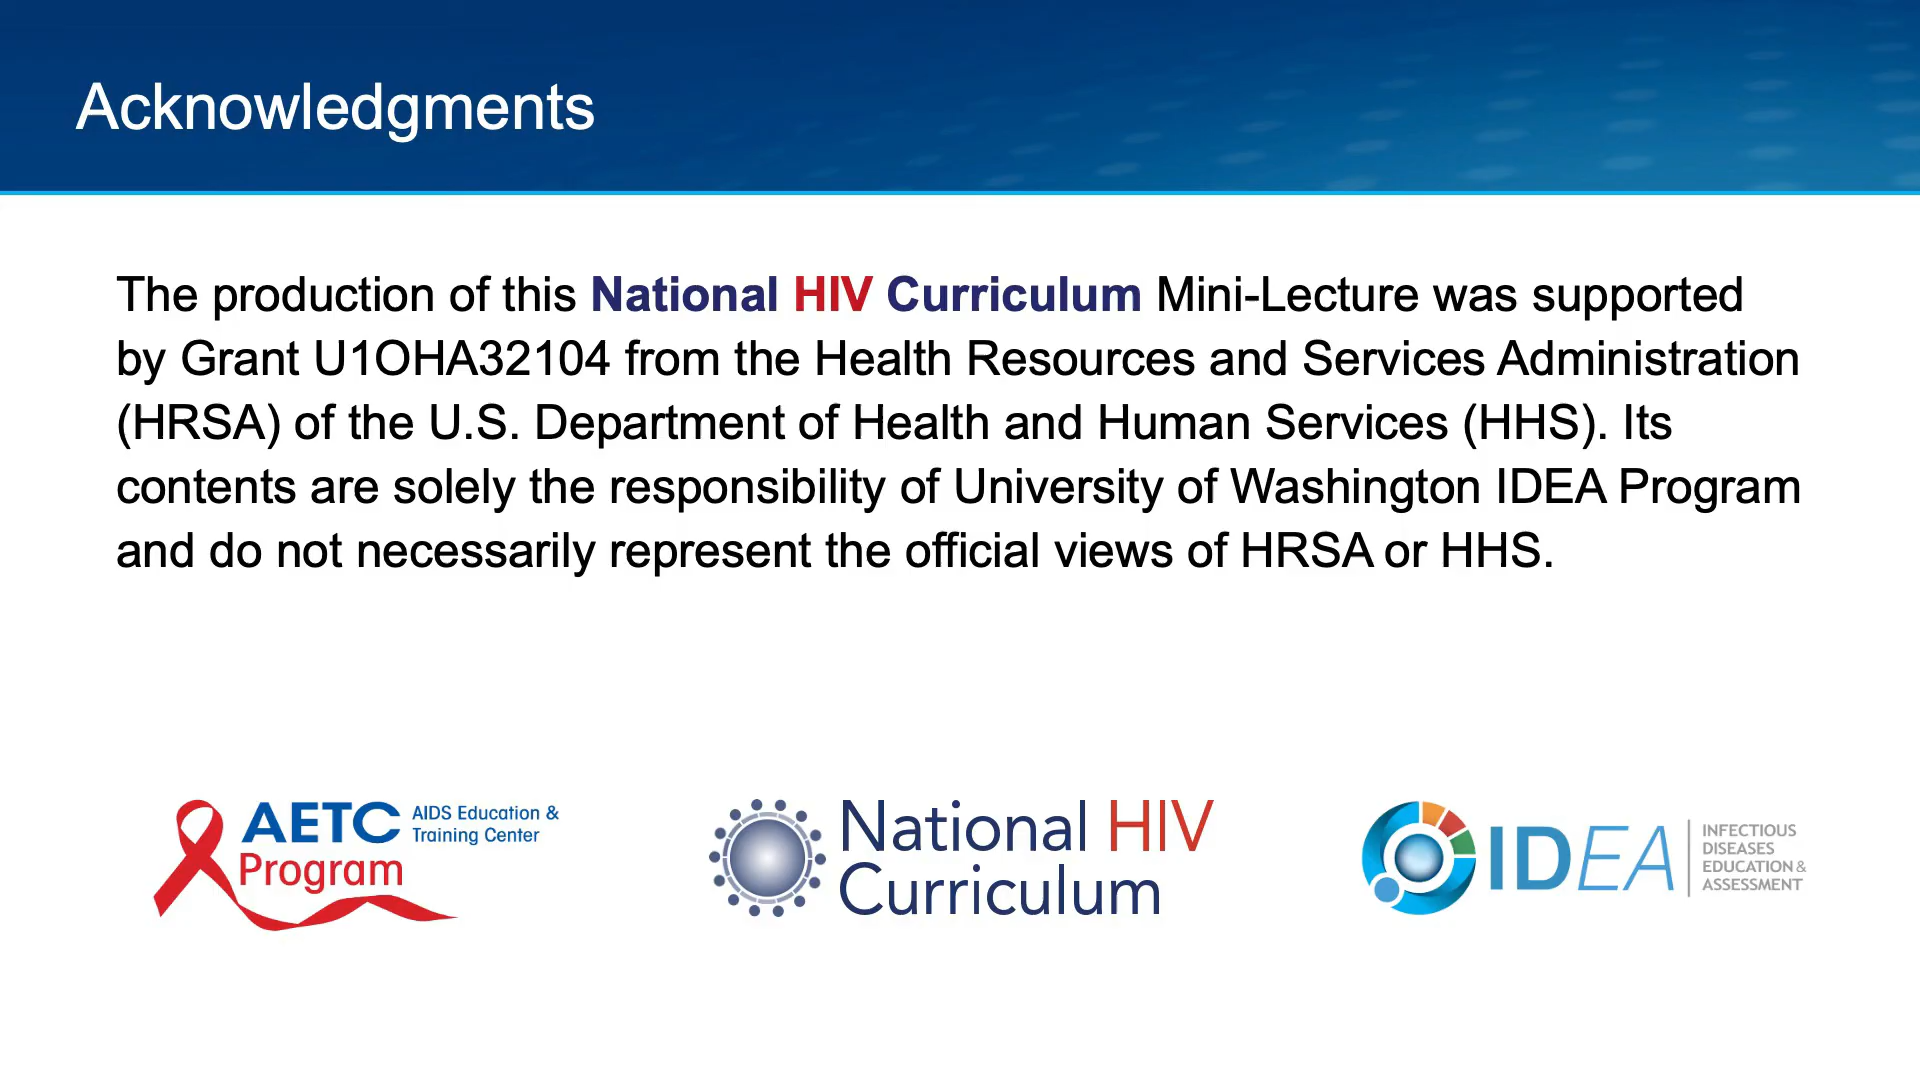 Acknowledgments
The production of this National HIV Curriculum Mini-Lecture was supported
by Grant U1OHA32104 from the Health Resources and Services Administration
(HRSA) of the U.S. Department of Health and Human Services (HHS). Its
contents are solely the responsibility of University of Washington IDEA Program
and do not necessarily represent the official views of HRSA or HHS.
AETC Program
AIDS Education &
Training Center
National HIV
Curriculum
IDEA
INFECTIOUS
DISEASES
EDUCATION &
ASSESSMENT